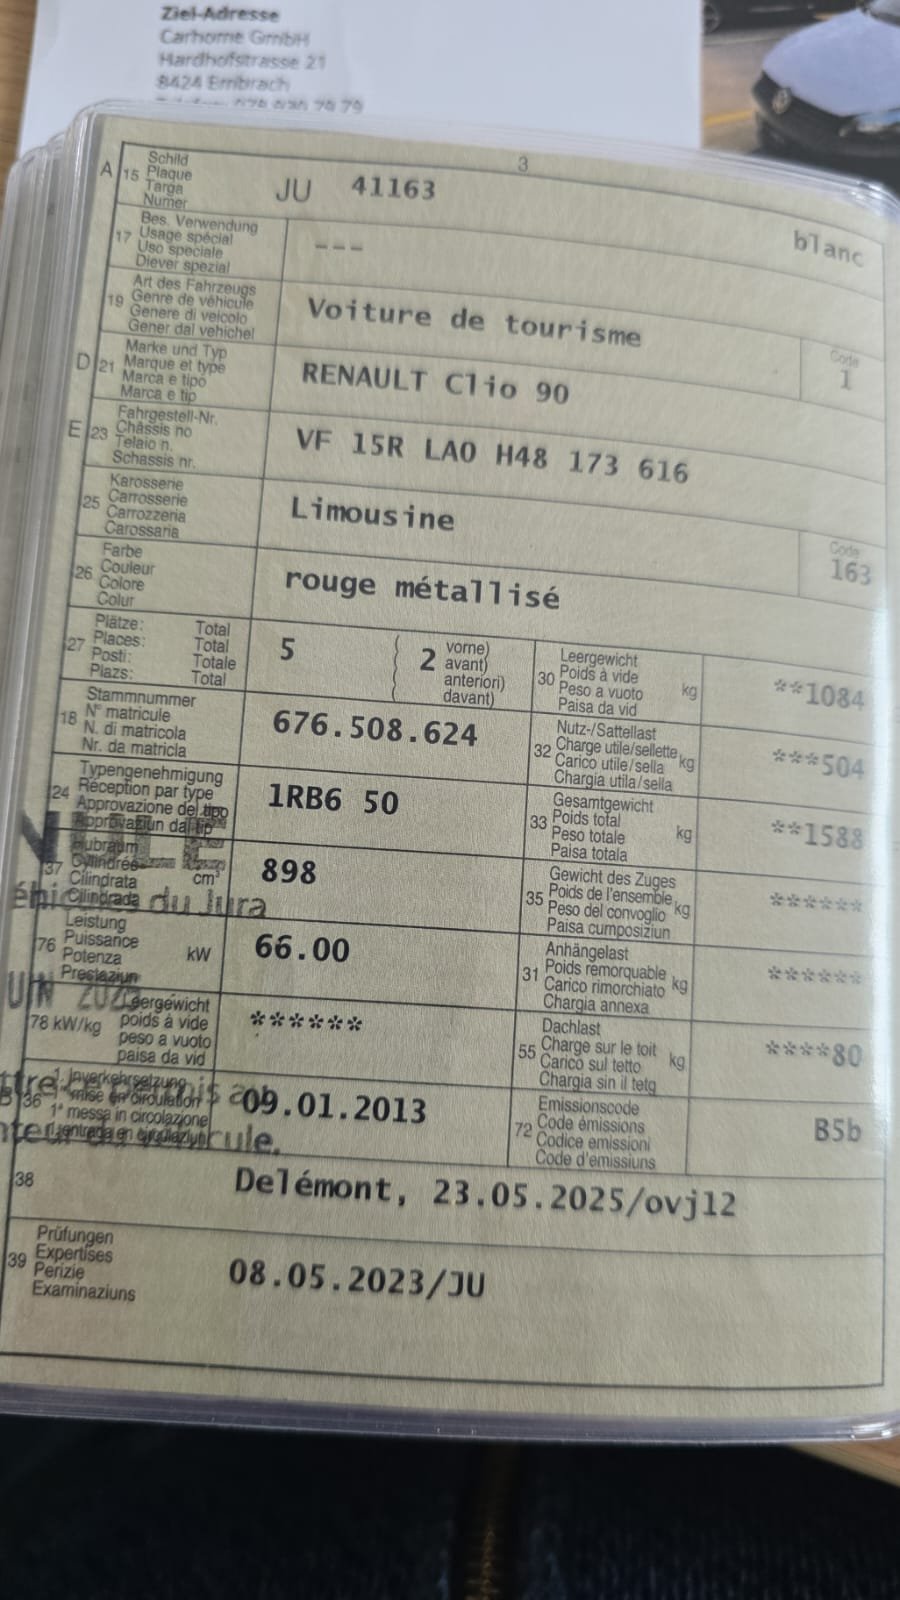 Ziel-Adresse
Carhome GmbH
Hardhofstrasse 21
8424 Embrach
3
A 15 Schild
Plaque
Targa
Numer
JU 41163
blanc
17 Bes. Verwendung
Usage spécial
Uso speciale
Diever spezial
---
19 Art des Fahrzeugs
Genre de véhicule
Genere di veicolo
Gener dal vehichel
Voiture de tourisme
Code
1
D 21 Marke und Typ
Marque et type
Marca e tipo
Marca e tip
RENAULT Clio 90
E 23 Fahrgestell-Nr.
Châssis no
Telaio n.
Schassis nr.
VF 15R LA0 H48 173 616
25 Karosserie
Carrosserie
Carrozzeria
Carossaria
Limousine
Code
163
26 Farbe
Couleur
Colore
Colur
rouge métallisé
27 Plätze: Total
Places: Total
Posti: Totale
Plazs: Total
5
2
vorne)
avant)
anteriori)
davant)
30 Leergewicht
Poids à vide
Peso a vuoto
Paisa da vid
kg
**1084
18 Stammnummer
N° matricule
N. di matricola
Nr. da matricla
676.508.624
32 Nutz-/Sattellast
Charge utile/sellette
Carico utile/sella
Chargia utila/sella
kg
***504
24 Typengenehmigung
Réception par type
Approvazione del tipo
Approvaziun dal tip
1RB6 50
33 Gesamtgewicht
Poids total
Peso totale
Paisa totala
kg
**1588
37 Hubraum
Cylindrée
Cilindrata
Cilindrada
cm³
898
35 Gewicht des Zuges
Poids de l'ensemble
Peso del convoglio
Paisa cumposiziun
kg
******
éhicules du Jura
76 Leistung
Puissance
Potenza
Prestaziun
kW
66.00
31 Anhängelast
Poids remorquable
Carico rimorchiato
Chargia annexa
kg
******
78 kW/kg
Leergewicht
poids à vide
peso a vuoto
paisa da vid
******
55 Dachlast
Charge sur le toit
Carico sul tetto
Chargia sin il tetg
kg
****80
B 36 1. Inverkehrsetzung
1re mise en circulation
1a messa in circolazione
1. entrada en circulaziun
09.01.2013
72 Emissionscode
Code émissions
Codice emissioni
Code d'emissiuns
B5b
38
Delémont, 23.05.2025/ovj12
39 Prüfungen
Expertises
Perizie
Examinaziuns
08.05.2023/JU